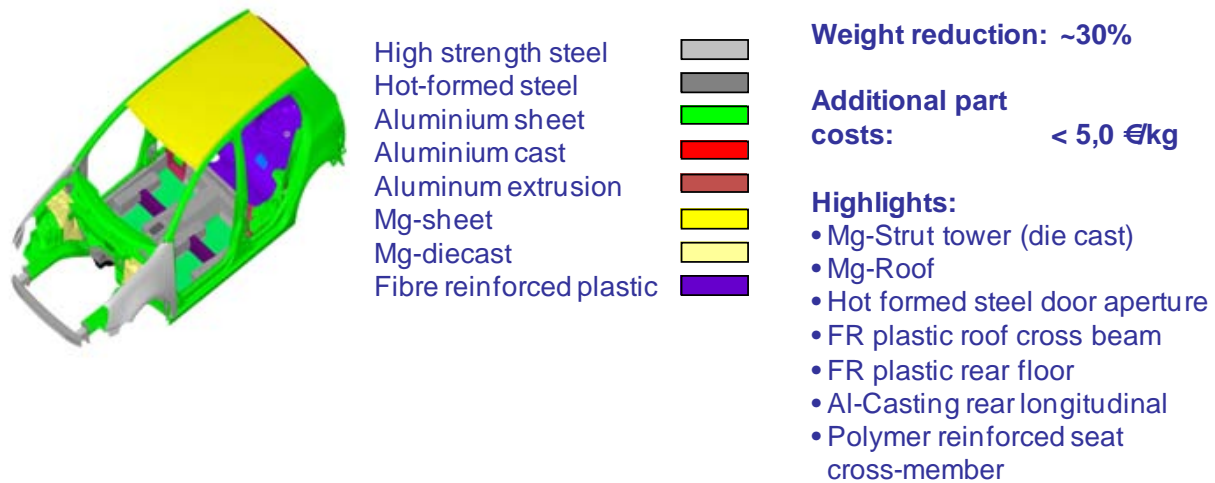 High strength steel
Hot-formed steel
Aluminium sheet
Aluminium cast
Aluminum extrusion
Mg-sheet
Mg-diecast
Fibre reinforced plastic
Weight reduction: ~30%
Additional part
costs: < 5,0 €/kg
Highlights:
• Mg-Strut tower (die cast)
• Mg-Roof
• Hot formed steel door aperture
• FR plastic roof cross beam
• FR plastic rear floor
• Al-Casting rear longitudinal
• Polymer reinforced seat
cross-member